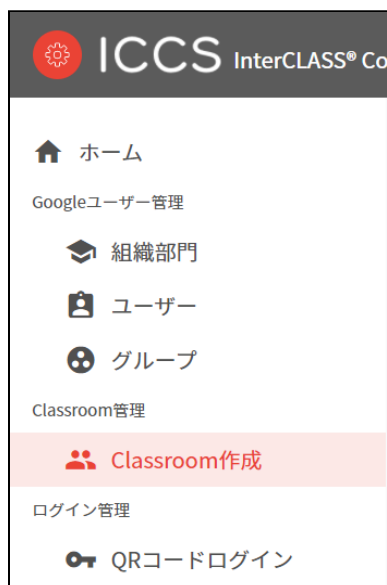 ICCS InterCLASS® Co
ホーム
Googleユーザー管理
組織部門
ユーザー
グループ
Classroom管理
Classroom作成
ログイン管理
QRコードログイン